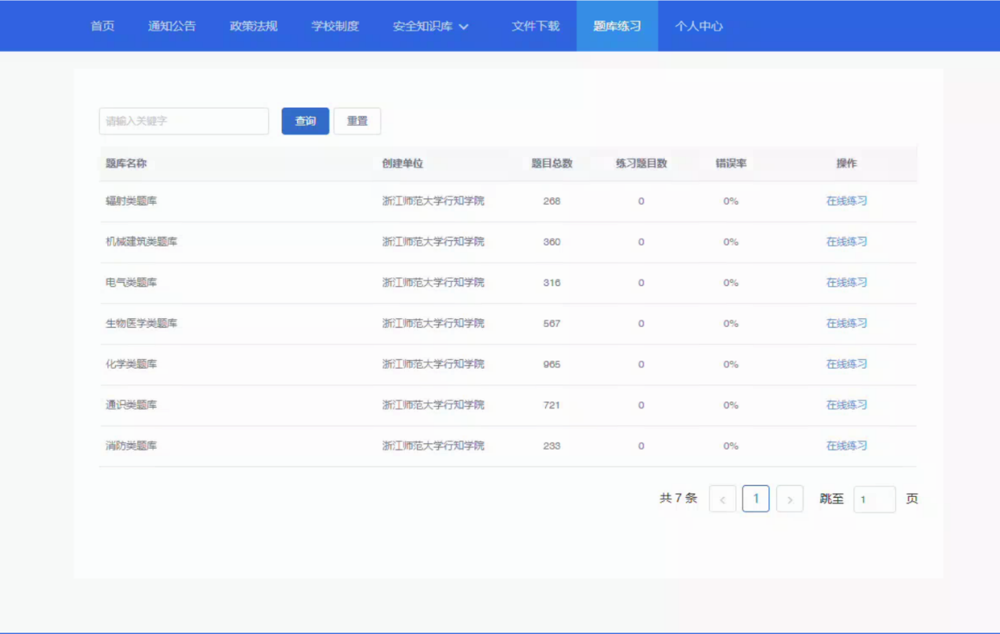 首页 通知公告 政策法规 学校制度 安全知识库 文件下载 题库练习 个人中心
请输入关键字 查询 重置
题库名称 创建单位 题目总数 练习题目数 错误率 操作
辐射类题库 浙江师范大学行知学院 268 0 0% 在线练习
机械建筑类题库 浙江师范大学行知学院 360 0 0% 在线练习
电气类题库 浙江师范大学行知学院 316 0 0% 在线练习
生物医学类题库 浙江师范大学行知学院 567 0 0% 在线练习
化学类题库 浙江师范大学行知学院 965 0 0% 在线练习
通识类题库 浙江师范大学行知学院 721 0 0% 在线练习
消防类题库 浙江师范大学行知学院 233 0 0% 在线练习
共 7 条 < 1 > 跳至 1 页